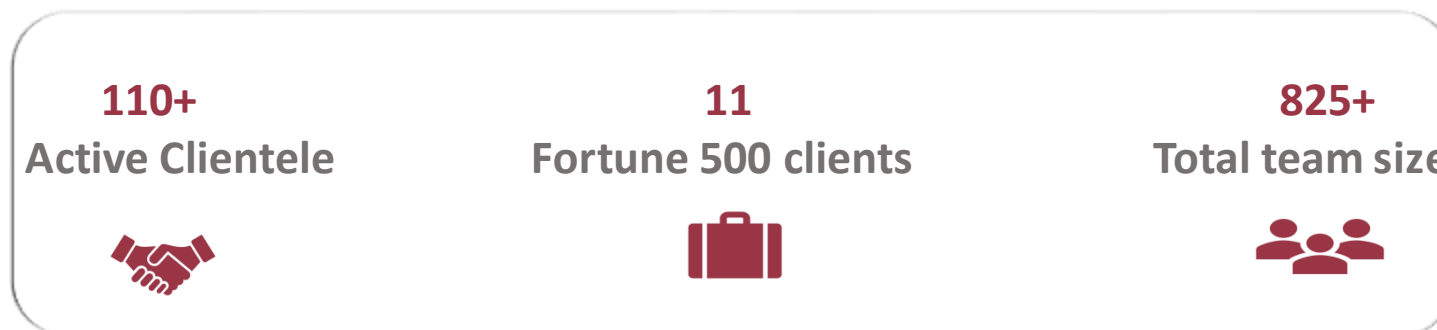 110+
Active Clientele
11
Fortune 500 clients
825+
Total team size